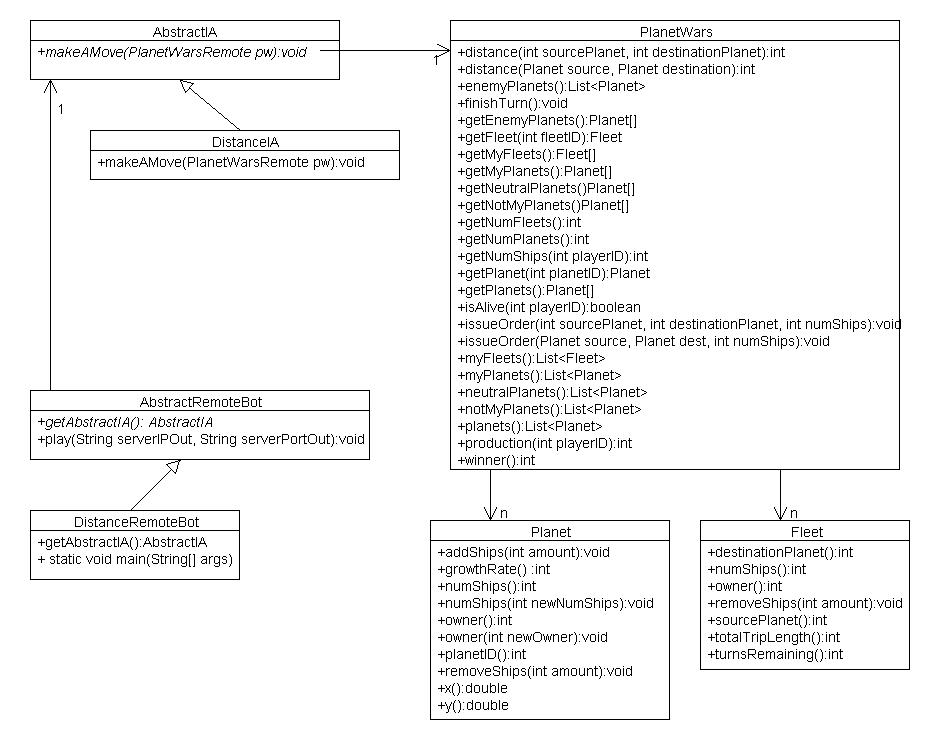 AbstractIA
+makeAMove(PlanetWarsRemote pw):void
1
DistanceIA
+makeAMove(PlanetWarsRemote pw):void
AbstractRemoteBot
+getAbstractIA(): AbstractIA
+play(String serverIPOut, String serverPortOut):void
DistanceRemoteBot
+getAbstractIA():AbstractIA
+ static void main(String[] args)
1
PlanetWars
+distance(int sourcePlanet, int destinationPlanet):int
+distance(Planet source, Planet destination):int
+enemyPlanets():List<Planet>
+finishTurn():void
+getEnemyPlanets():Planet[]
+getFleet(int fleetID):Fleet
+getMyFleets():Fleet[]
+getMyPlanets():Planet[]
+getNeutralPlanets()Planet[]
+getNotMyPlanets()Planet[]
+getNumFleets():int
+getNumPlanets():int
+getNumShips(int playerID):int
+getPlanet(int planetID):Planet
+getPlanets():Planet[]
+isAlive(int playerID):boolean
+issueOrder(int sourcePlanet, int destinationPlanet, int numShips):void
+issueOrder(Planet source, Planet dest, int numShips):void
+myFleets():List<Fleet>
+myPlanets():List<Planet>
+neutralPlanets():List<Planet>
+notMyPlanets():List<Planet>
+planets():List<Planet>
+production(int playerID):int
+winner():int
n
Planet
+addShips(int amount):void
+growthRate() :int
+numShips():int
+numShips(int newNumShips):void
+owner():int
+owner(int newOwner):void
+planetID():int
+removeShips(int amount):void
+x():double
+y():double
n
Fleet
+destinationPlanet():int
+numShips():int
+owner():int
+removeShips(int amount):void
+sourcePlanet():int
+totalTripLength():int
+turnsRemaining():int